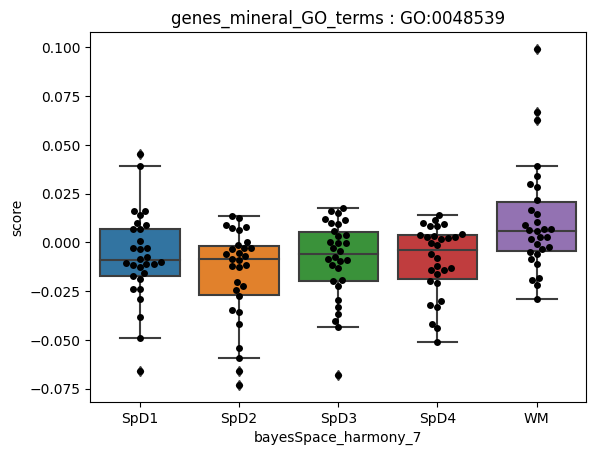 genes_mineral_GO_terms : GO:0048539
0.100
0.075
0.050
0.025
0.000
−0.025
−0.050
−0.075
score
SpD1 SpD2 SpD3 SpD4 WM
bayesSpace_harmony_7